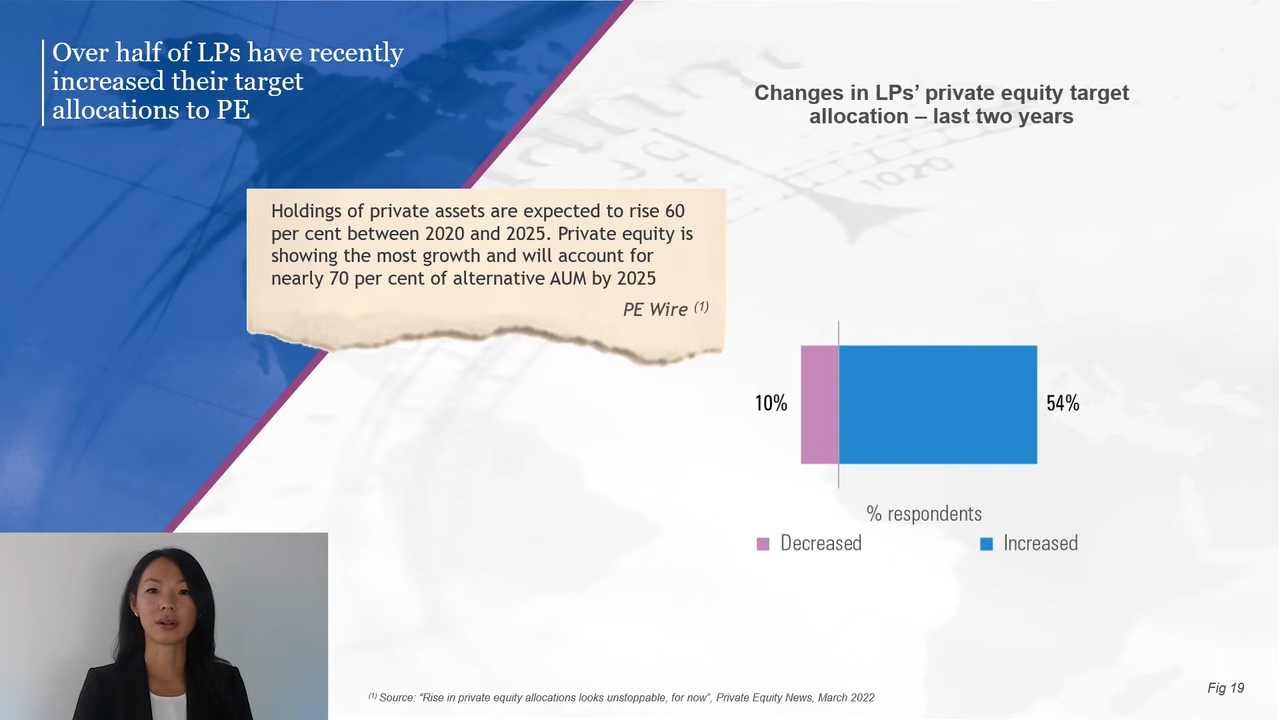 Over half of LPs have recently
increased their target
allocations to PE
Changes in LPs’ private equity target
allocation – last two years
Holdings of private assets are expected to rise 60
per cent between 2020 and 2025. Private equity is
showing the most growth and will account for
nearly 70 per cent of alternative AUM by 2025
PE Wire (1)
1020
10%
54%
% respondents
Decreased
Increased
(1) Source: “Rise in private equity allocations looks unstoppable, for now”, Private Equity News, March 2022
Fig 19